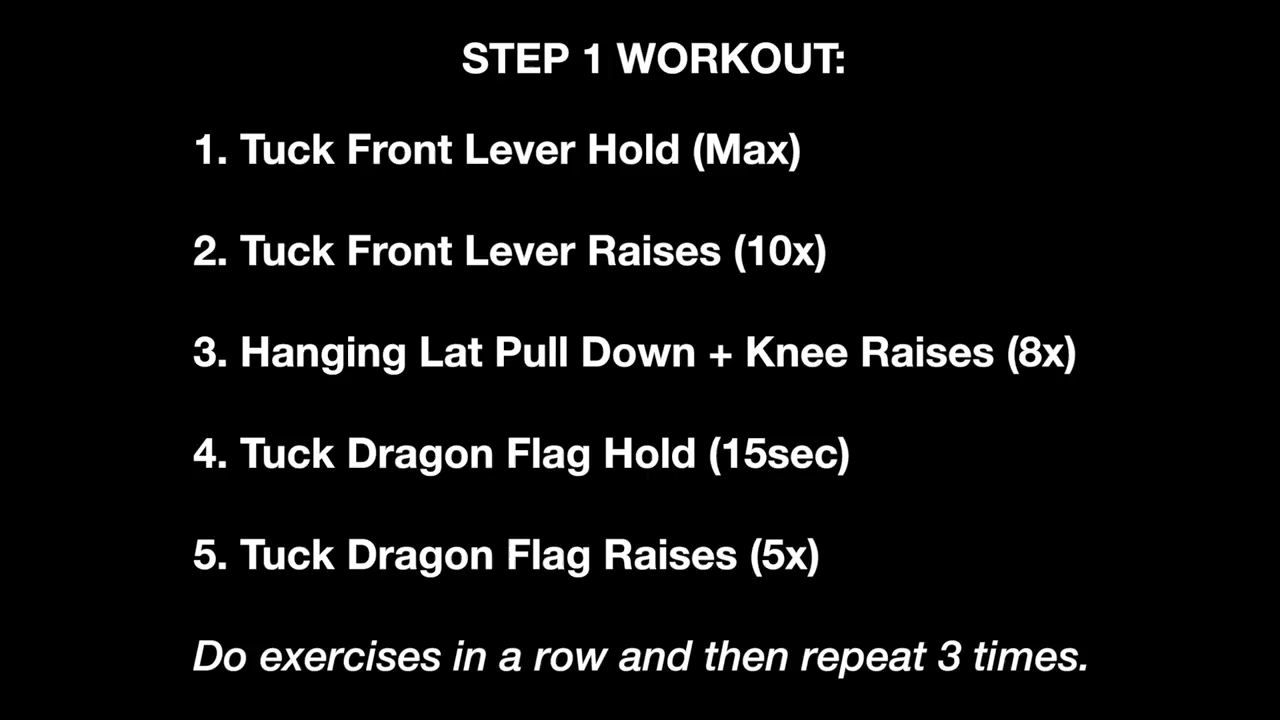 STEP 1 WORKOUT:
1. Tuck Front Lever Hold (Max)
2. Tuck Front Lever Raises (10x)
3. Hanging Lat Pull Down + Knee Raises (8x)
4. Tuck Dragon Flag Hold (15sec)
5. Tuck Dragon Flag Raises (5x)
Do exercises in a row and then repeat 3 times.